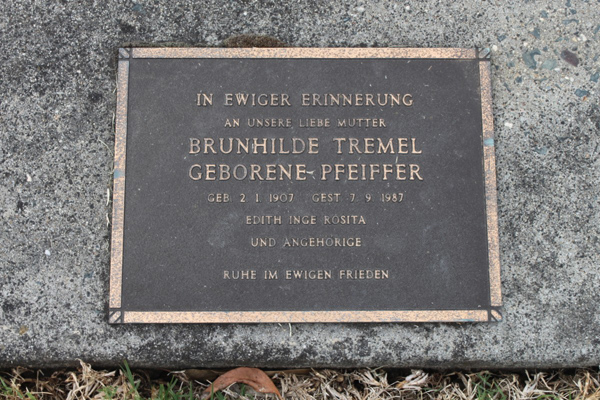 IN EWIGER ERINNERUNG
AN UNSERE LIEBE MUTTER
BRUNHILDE TREMEL
GEBORENE-PFEIFFER
GEB. 2. 1. 1907 GEST. 7. 9. 1987
EDITH INGE ROSITA
UND ANGEHÖRIGE
RUHE IM EWIGEN FRIEDEN